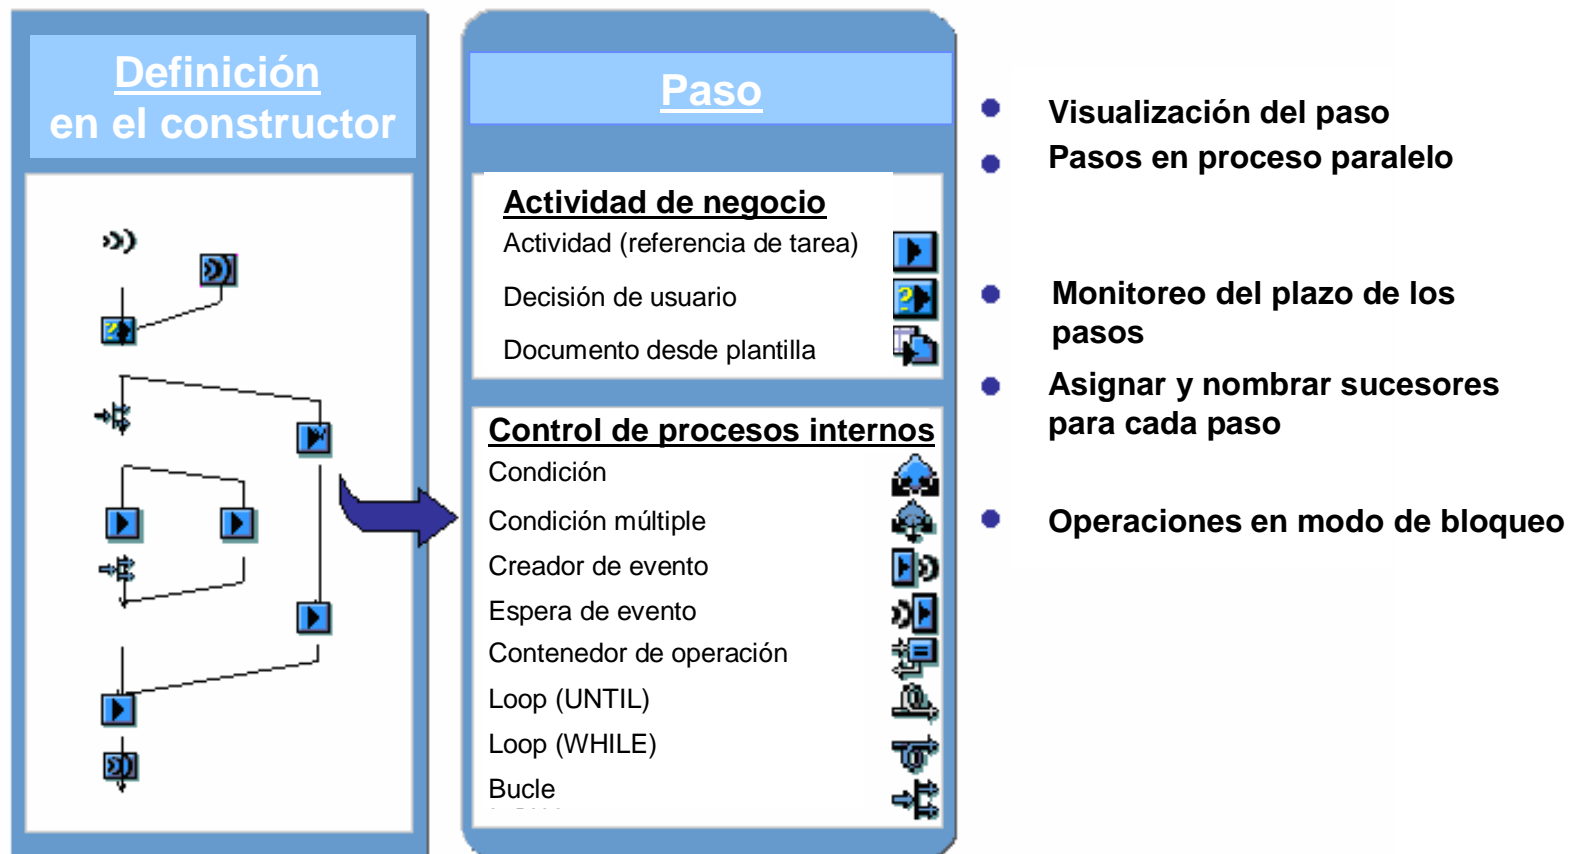 Definición
en el constructor
Paso
Actividad de negocio
Actividad (referencia de tarea)
Decisión de usuario
Documento desde plantilla
Control de procesos internos
Condición
Condición múltiple
Creador de evento
Espera de evento
Contenedor de operación
Loop (UNTIL)
Loop (WHILE)
Bucle
Visualización del paso
Pasos en proceso paralelo
Monitoreo del plazo de los
pasos
Asignar y nombrar sucesores
para cada paso
Operaciones en modo de bloqueo